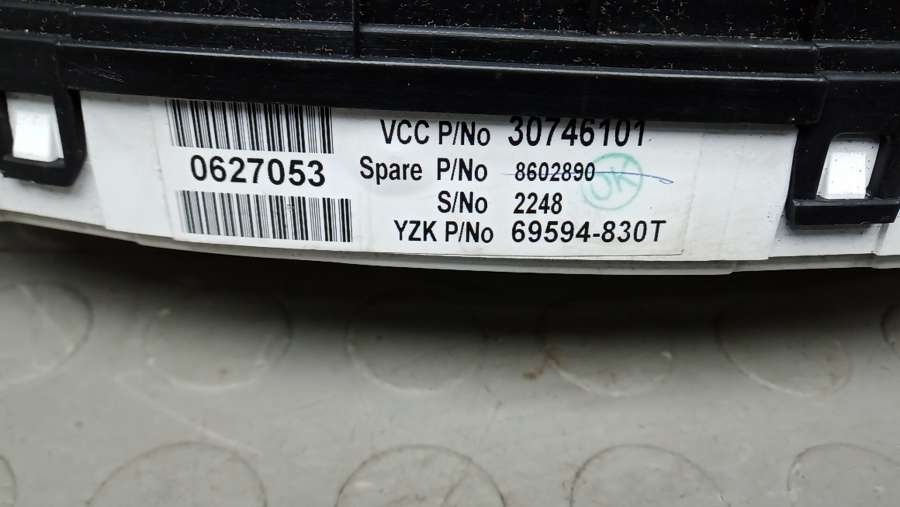 VCC P/No 30746101
0627053
Spare P/No 8602890
OK
S/No 2248
YZK P/No 69594-830T